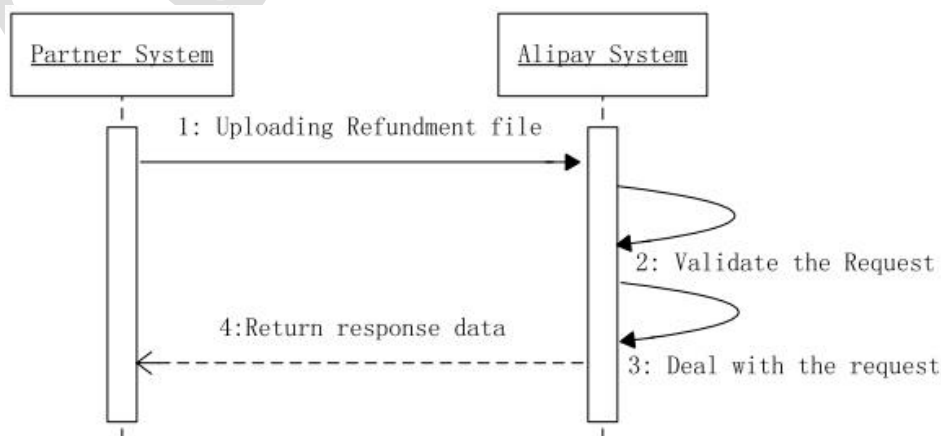 Partner System
Alipay System
1: Uploading Refundment file
2: Validate the Request
4:Return response data
3: Deal with the request